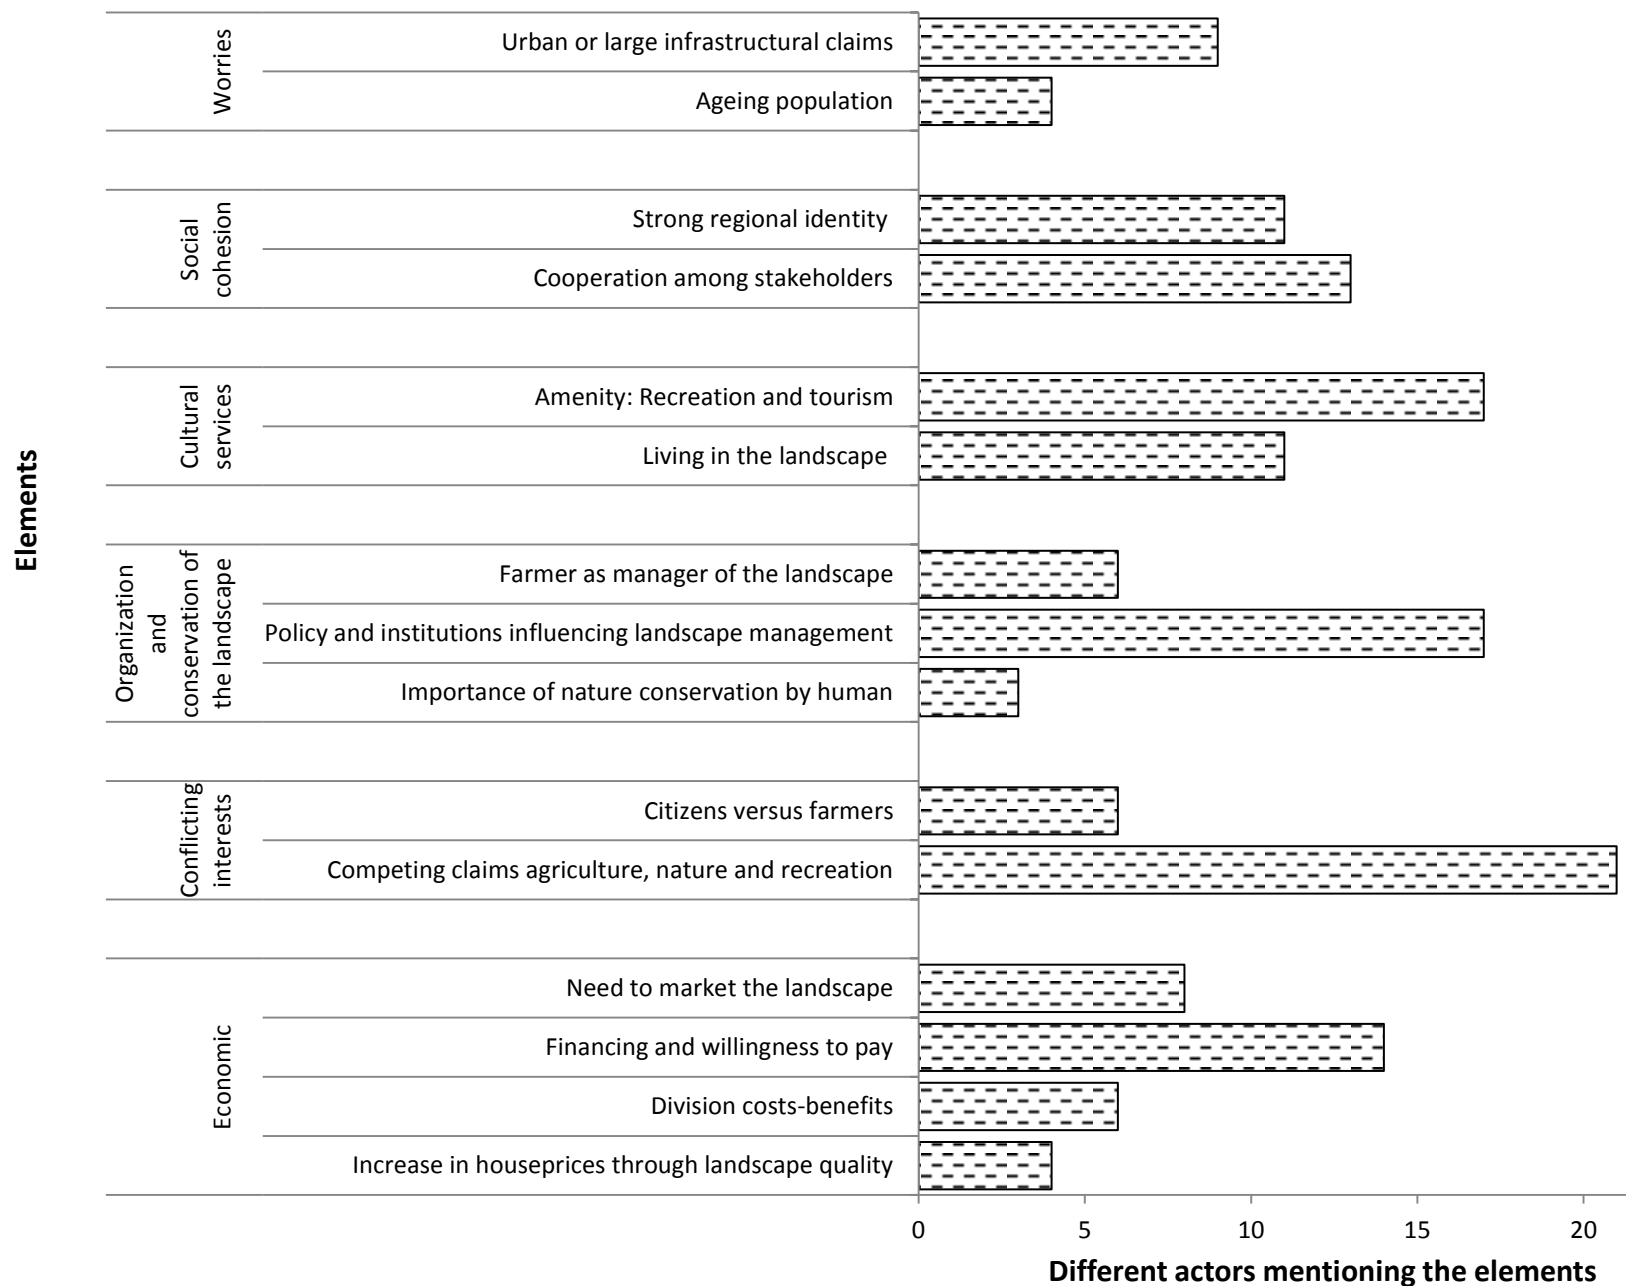 Elements
Worries
Urban or large infrastructural claims
Ageing population
Social
cohesion
Strong regional identity
Cooperation among stakeholders
Cultural
services
Amenity: Recreation and tourism
Living in the landscape
Organization
and
conservation of
the landscape
Farmer as manager of the landscape
Policy and institutions influencing landscape management
Importance of nature conservation by human
Conflicting
interests
Citizens versus farmers
Competing claims agriculture, nature and recreation
Economic
Need to market the landscape
Financing and willingness to pay
Division costs-benefits
Increase in houseprices through landscape quality
0 5 10 15 20
Different actors mentioning the elements